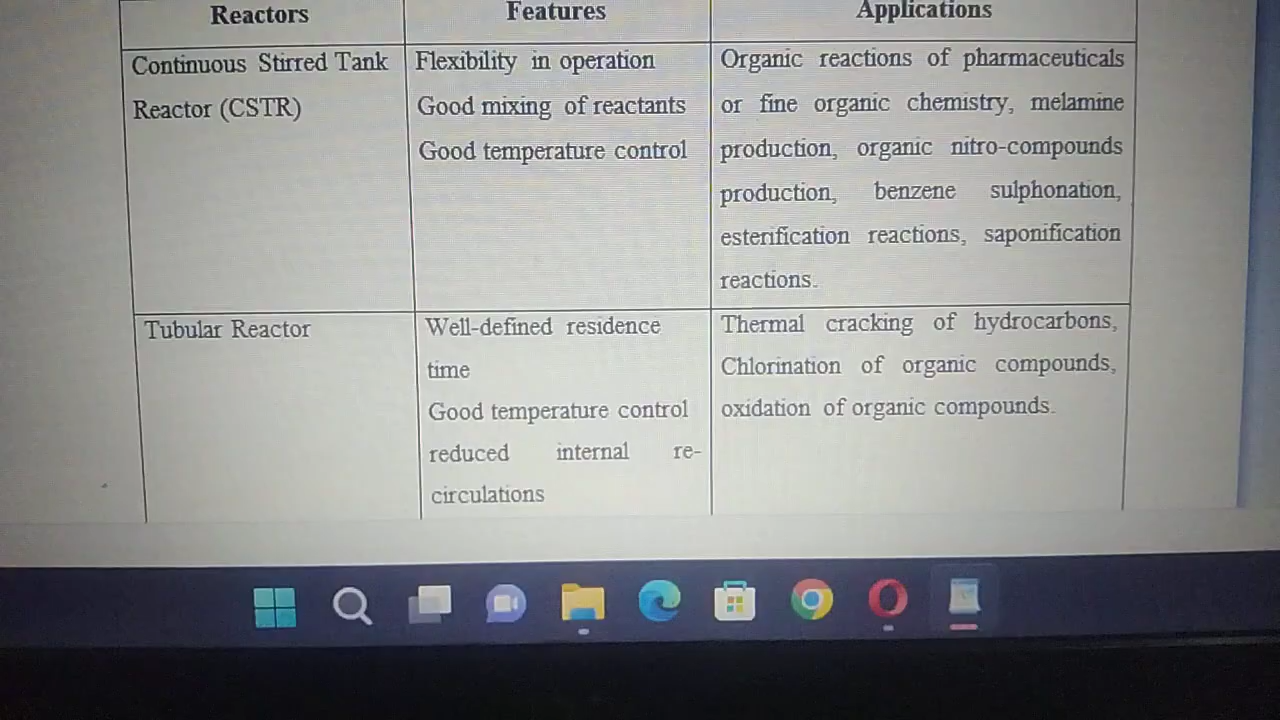 Reactors Features Applications
Continuous Stirred Tank
Reactor (CSTR)
Flexibility in operation
Good mixing of reactants
Good temperature control
Organic reactions of pharmaceuticals
or fine organic chemistry, melamine
production, organic nitro-compounds
production, benzene sulphonation,
esterification reactions, saponification
reactions.
Tubular Reactor
Well-defined residence
time
Good temperature control
reduced internal re-
circulations
Thermal cracking of hydrocarbons,
Chlorination of organic compounds,
oxidation of organic compounds.